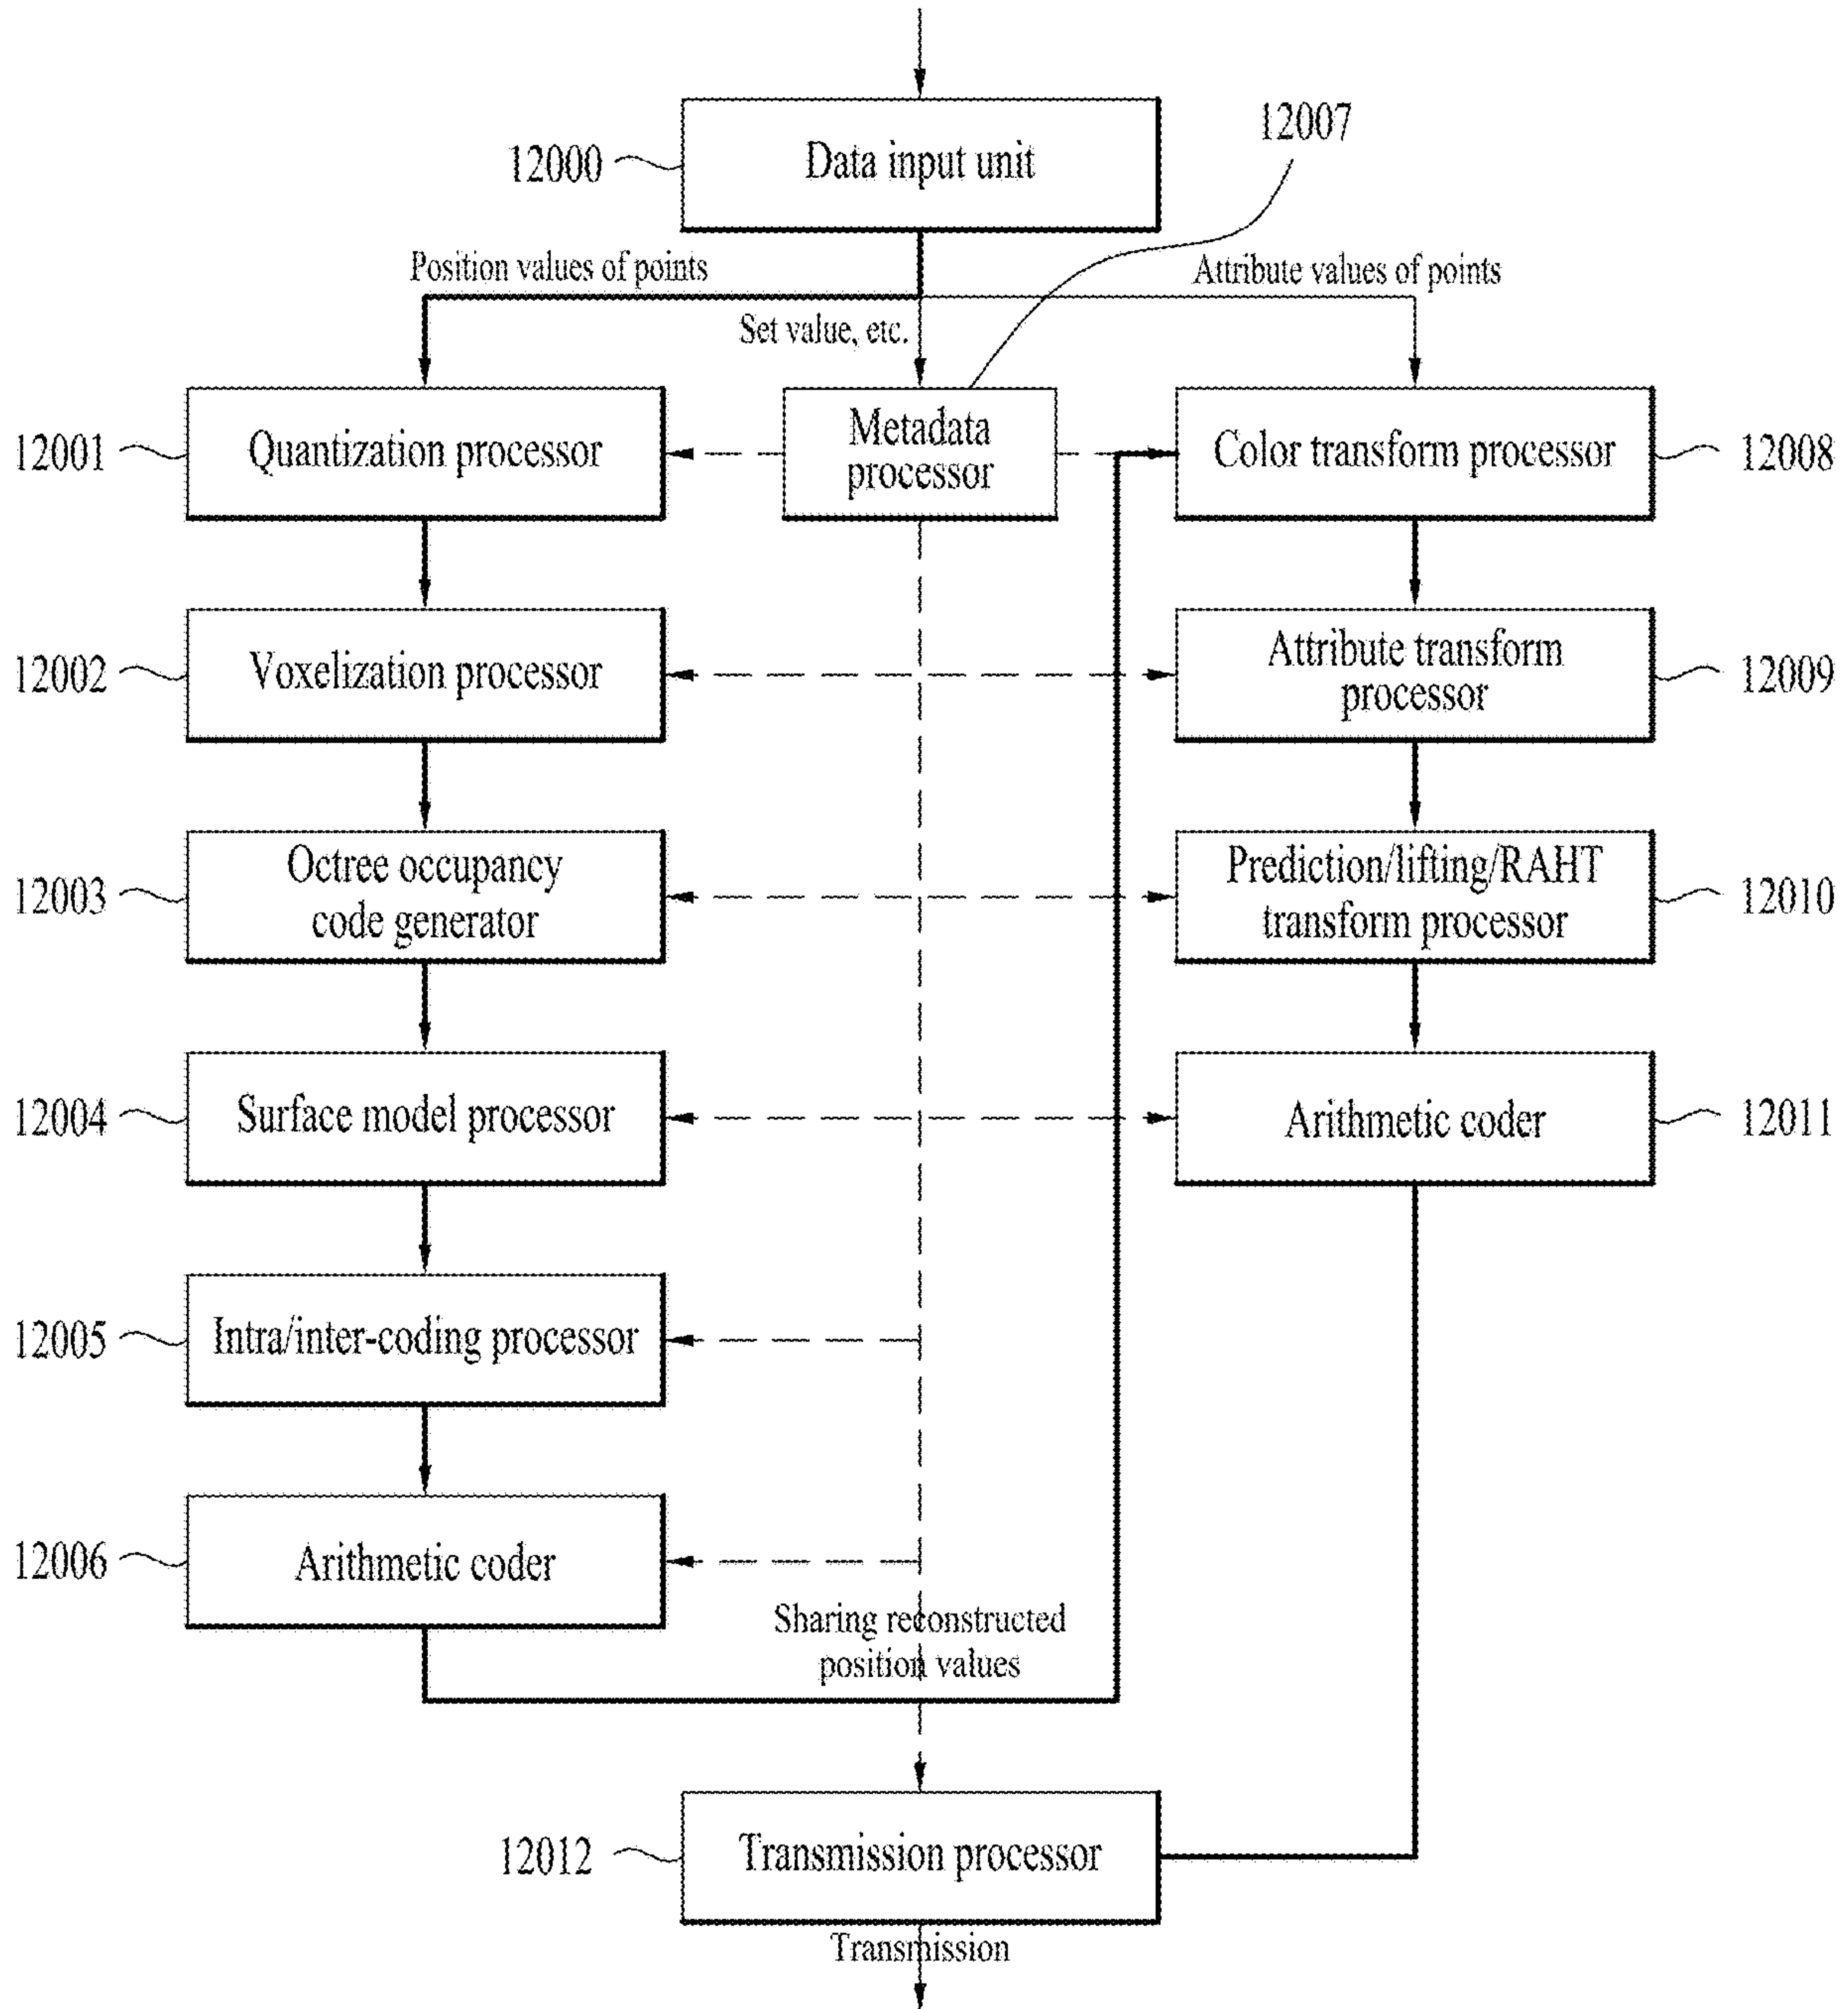 12007
12000
Data input unit
Position values of points
Attribute values of points
Set value, etc.
12001
Quantization processor
Metadata
processor
Color transform processor
12008
12002
Voxelization processor
Attribute transform
processor
12009
12003
Octree occupancy
code generator
Prediction/lifting/RAHT
transform processor
12010
12004
Surface model processor
Arithmetic coder
12011
12005
Intra/inter-coding processor
12006
Arithmetic coder
Sharing reconstructed
position values
12012
Transmission processor
Transmission